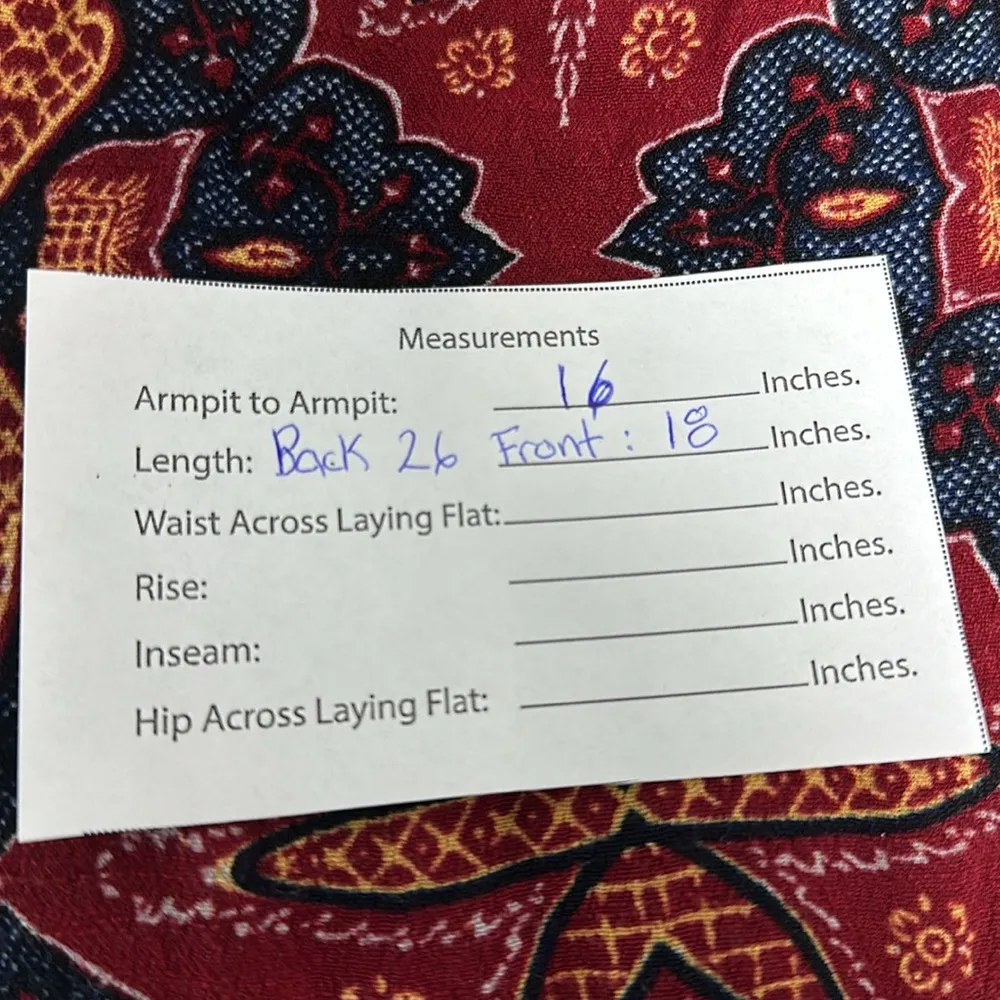 Measurements
Armpit to Armpit: 16 Inches.
Length: Back 26 Front: 18 Inches.
Waist Across Laying Flat: Inches.
Rise: Inches.
Inseam: Inches.
Hip Across Laying Flat: Inches.